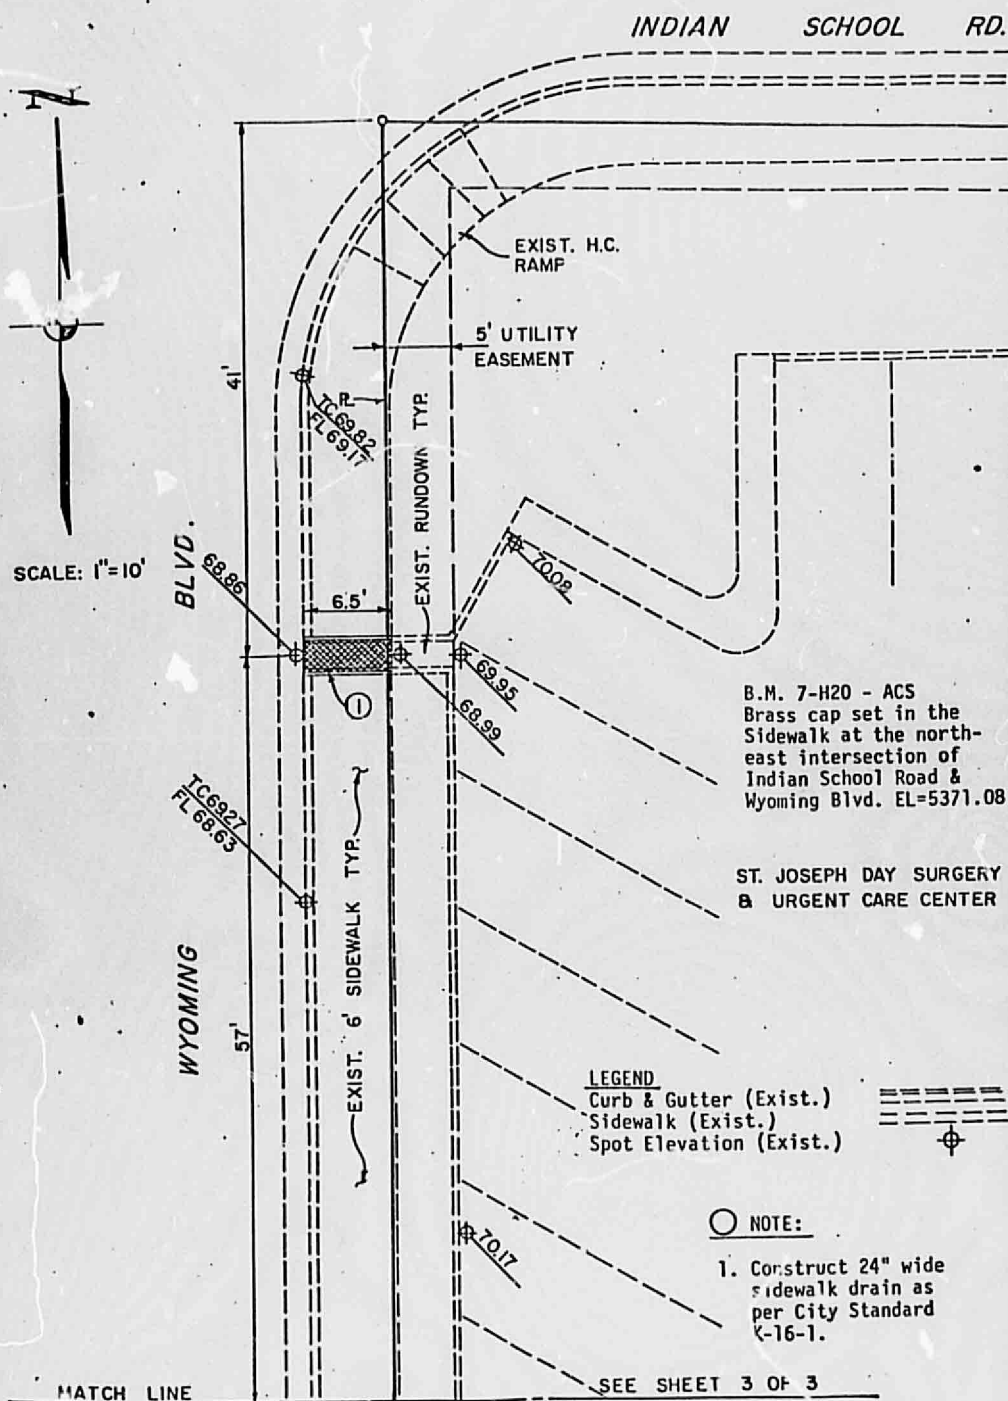 INDIAN SCHOOL RD.
EXIST. H.C.
RAMP
5' UTILITY
EASEMENT
41'
PL
TC 69.82
FL 69.17
EXIST. RUNDOWN TYP.
SCALE: 1"=10'
BLVD.
68.86
6.5'
70.08
1
69.95
68.99
B.M. 7-H20 - ACS
Brass cap set in the
Sidewalk at the north-
east intersection of
Indian School Road &
Wyoming Blvd. EL=5371.08
TC 69.27
FL 68.63
EXIST. 6' SIDEWALK TYP.
ST. JOSEPH DAY SURGERY
& URGENT CARE CENTER
WYOMING
57'
LEGEND
Curb & Gutter (Exist.)
Sidewalk (Exist.)
Spot Elevation (Exist.)
70.17
NOTE:
1. Construct 24" wide
sidewalk drain as
per City Standard
K-16-1.
MATCH LINE
SEE SHEET 3 OF 3